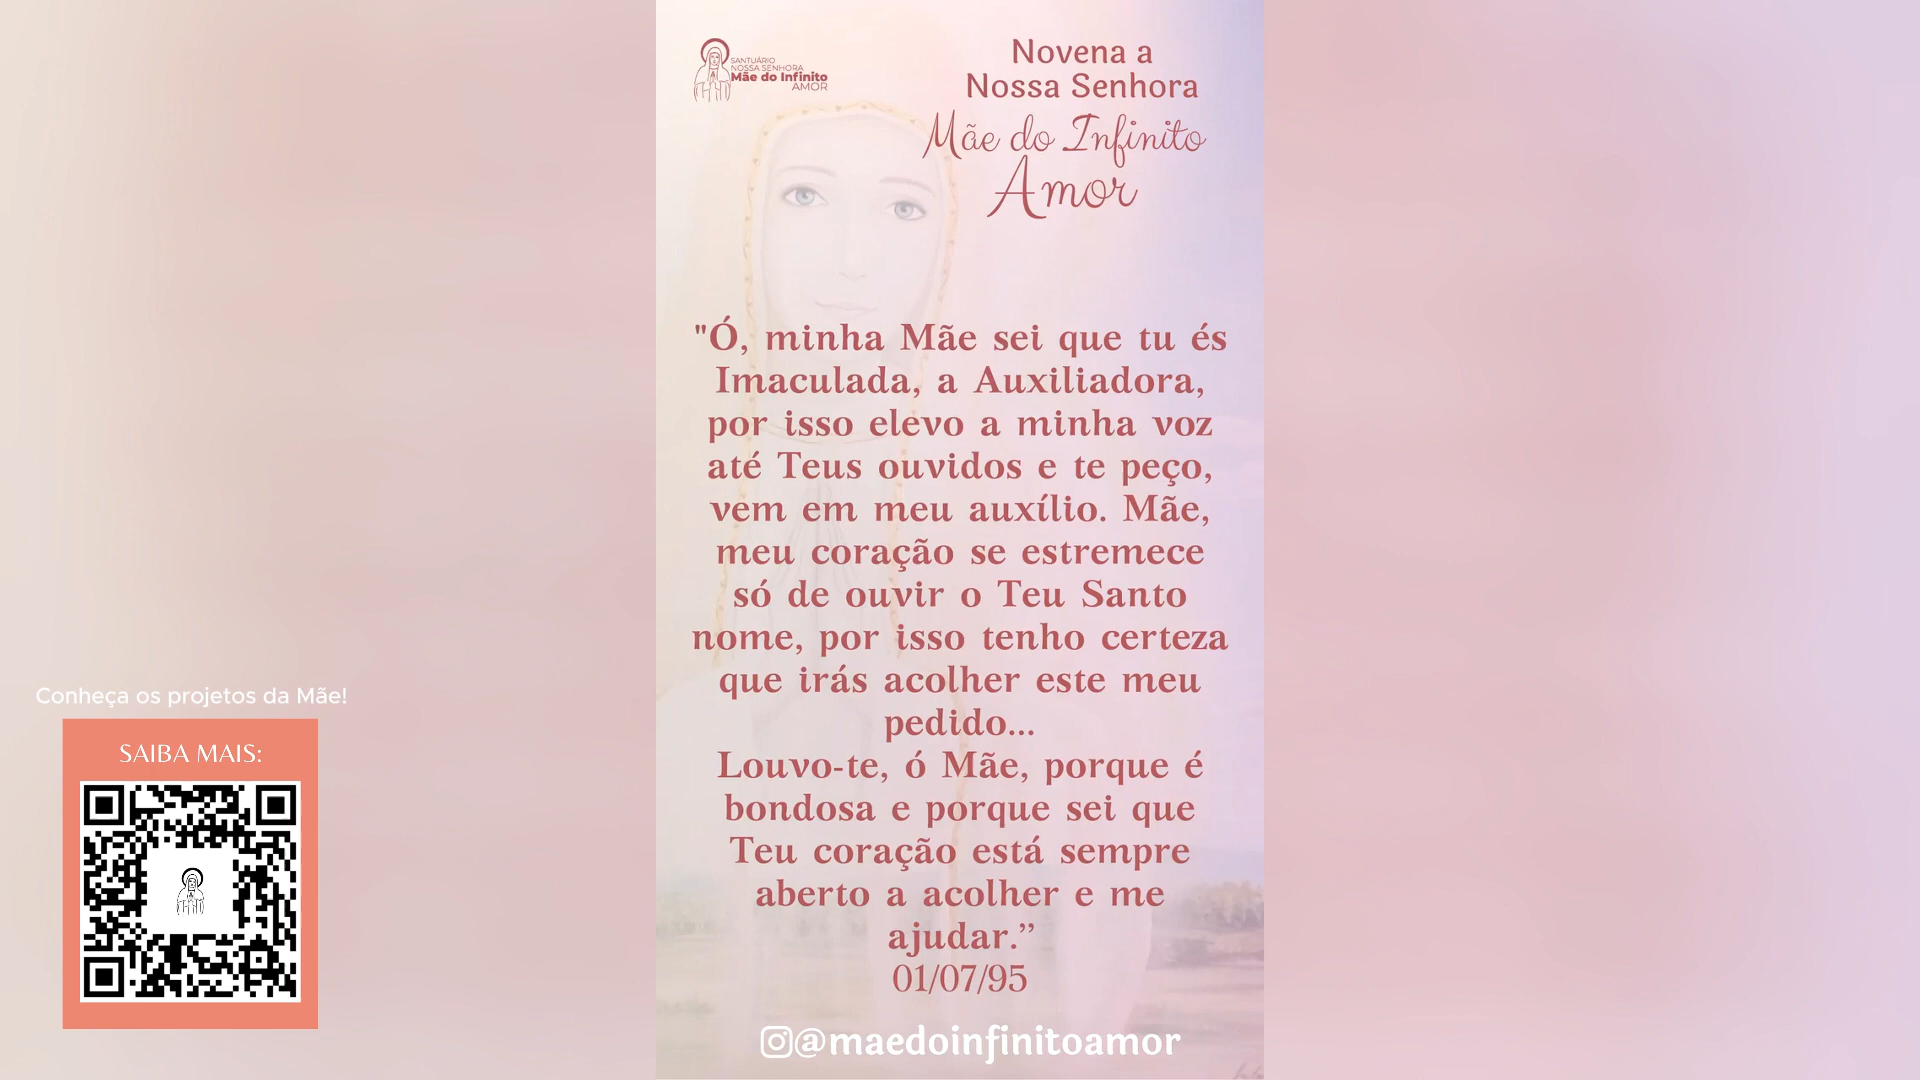 SANTUÁRIO
NOSSA SENHORA
Mãe do Infinito
AMOR
Novena a
Nossa Senhora
Mãe do Infinito
Amor
"Ó, minha Mãe sei que tu és
Imaculada, a Auxiliadora,
por isso elevo a minha voz
até Teus ouvidos e te peço,
vem em meu auxílio. Mãe,
meu coração se estremece
só de ouvir o Teu Santo
nome, por isso tenho certeza
que irás acolher este meu
pedido...
Louvo-te, ó Mãe, porque é
bondosa e porque sei que
Teu coração está sempre
aberto a acolher e me
ajudar.”
01/07/95
@maedoinfinitoamor
Conheça os projetos da Mãe!
SAIBA MAIS: